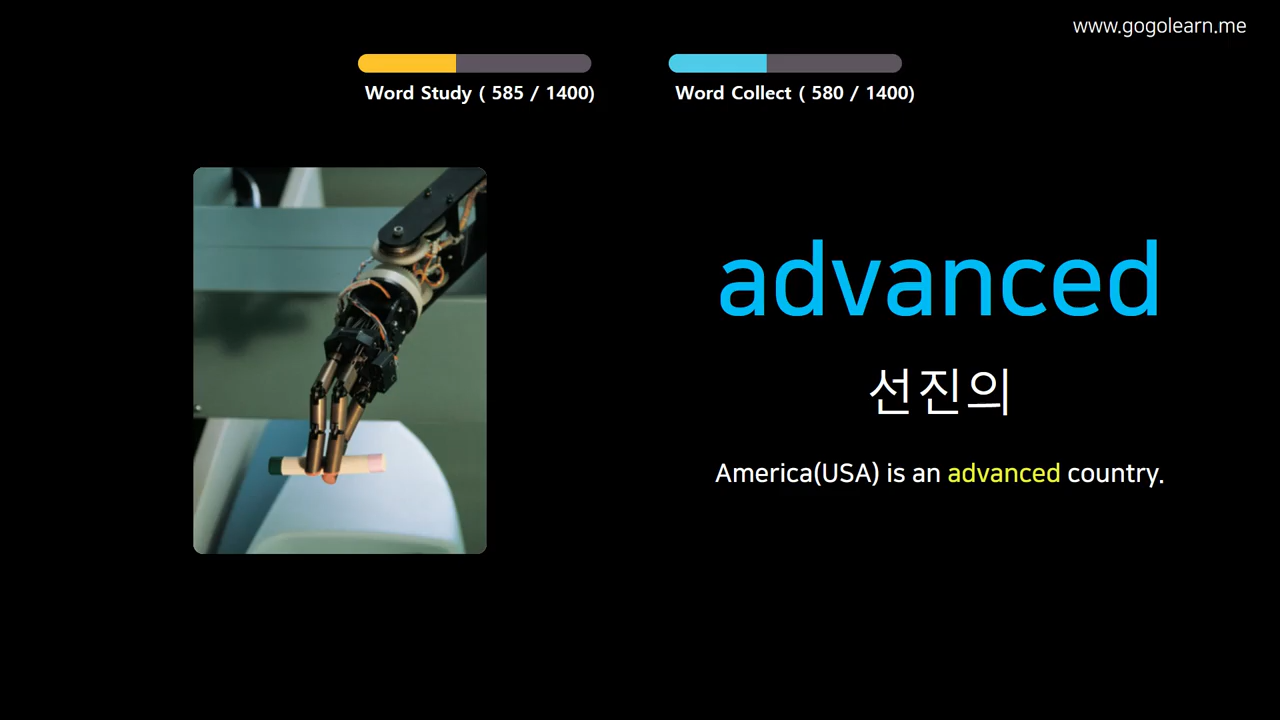 www.gogolearn.me
Word Study ( 585 / 1400)
Word Collect ( 580 / 1400)
advanced
선진의
America(USA) is an advanced country.